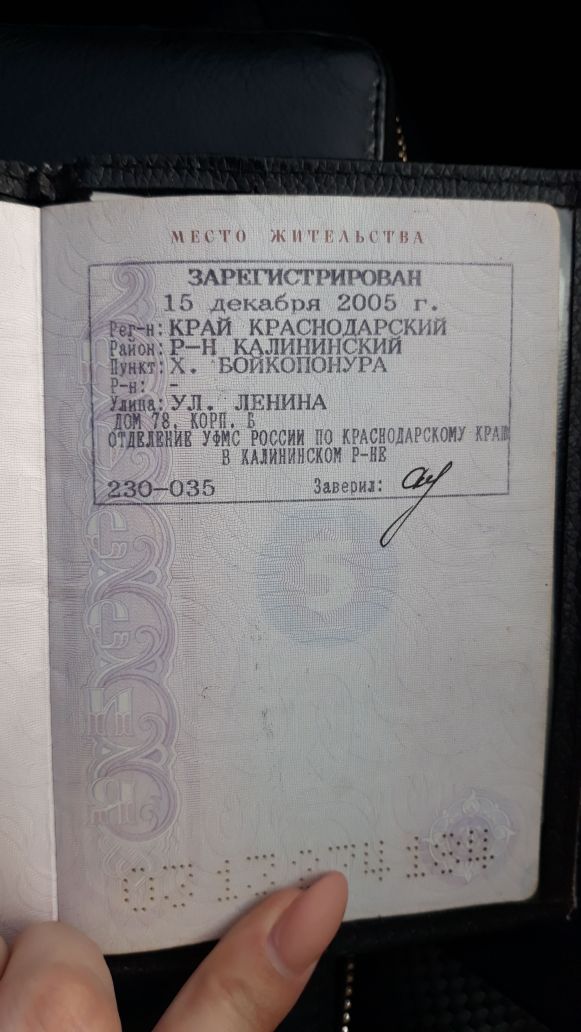 МЕСТО ЖИТЕЛЬСТВА
ЗАРЕГИСТРИРОВАН
15 декабря 2005 г.
Рег-н: КРАЙ КРАСНОДАРСКИЙ
Район: Р-Н КАЛИНИНСКИЙ
Пункт: Х. БОЙКОПОНУРА
Р-н: -
Улица: УЛ. ЛЕНИНА
ДОМ 78, КОРП. Б
ОТДЕЛЕНИЕ УФМС РОССИИ ПО КРАСНОДАРСКОМУ КРАЮ
В КАЛИНИНСКОМ Р-НЕ
230-035 Заверил:
5